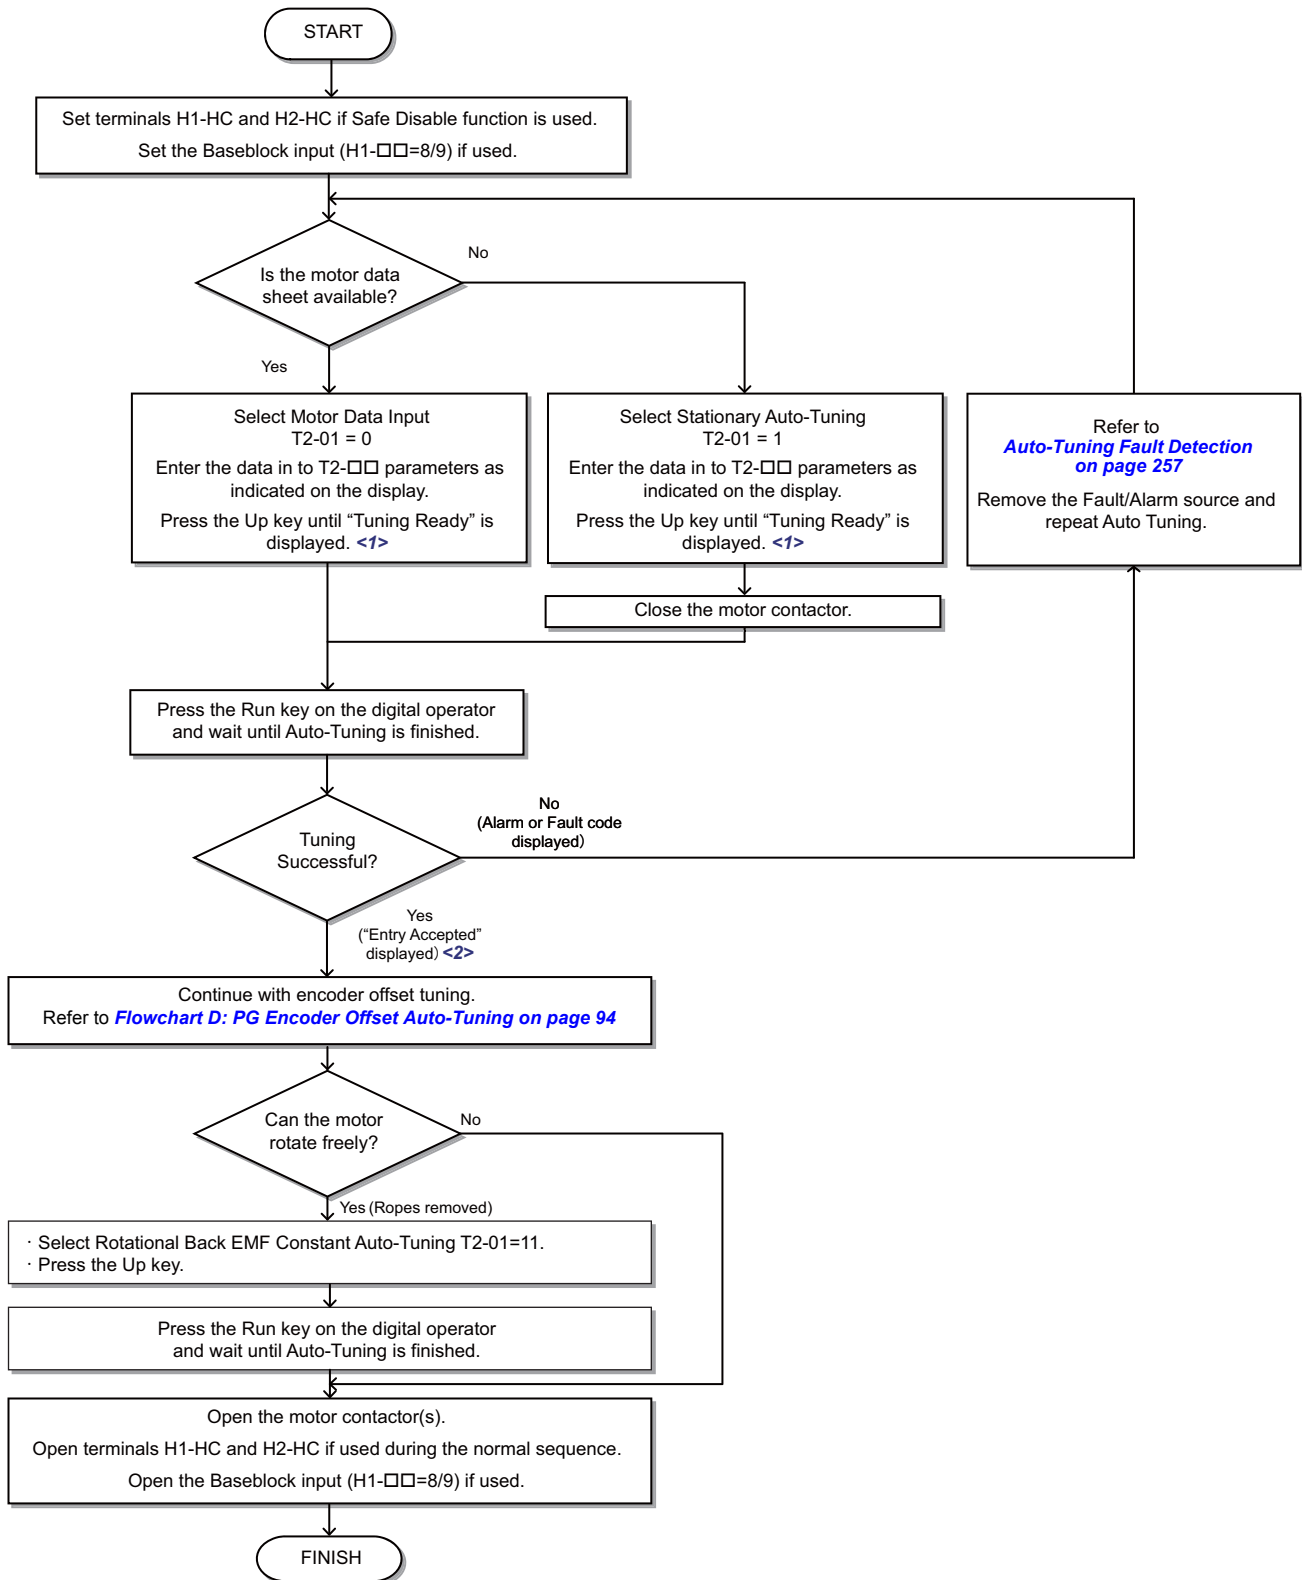 START
Set terminals H1-HC and H2-HC if Safe Disable function is used.
Set the Baseblock input (H1-□□=8/9) if used.
Is the motor data
sheet available?
No
Yes
Select Motor Data Input
T2-01 = 0
Enter the data in to T2-□□ parameters as
indicated on the display.
Press the Up key until “Tuning Ready” is
displayed. <1>
Select Stationary Auto-Tuning
T2-01 = 1
Enter the data in to T2-□□ parameters as
indicated on the display.
Press the Up key until “Tuning Ready” is
displayed. <1>
Close the motor contactor.
Refer to
Auto-Tuning Fault Detection
on page 257
Remove the Fault/Alarm source and
repeat Auto Tuning.
Press the Run key on the digital operator
and wait until Auto-Tuning is finished.
Tuning
Successful?
No
(Alarm or Fault code
displayed)
Yes
(“Entry Accepted”
displayed) <2>
Continue with encoder offset tuning.
Refer to Flowchart D: PG Encoder Offset Auto-Tuning on page 94
Can the motor
rotate freely?
No
Yes (Ropes removed)
· Select Rotational Back EMF Constant Auto-Tuning T2-01=11.
· Press the Up key.
Press the Run key on the digital operator
and wait until Auto-Tuning is finished.
Open the motor contactor(s).
Open terminals H1-HC and H2-HC if used during the normal sequence.
Open the Baseblock input (H1-□□=8/9) if used.
FINISH